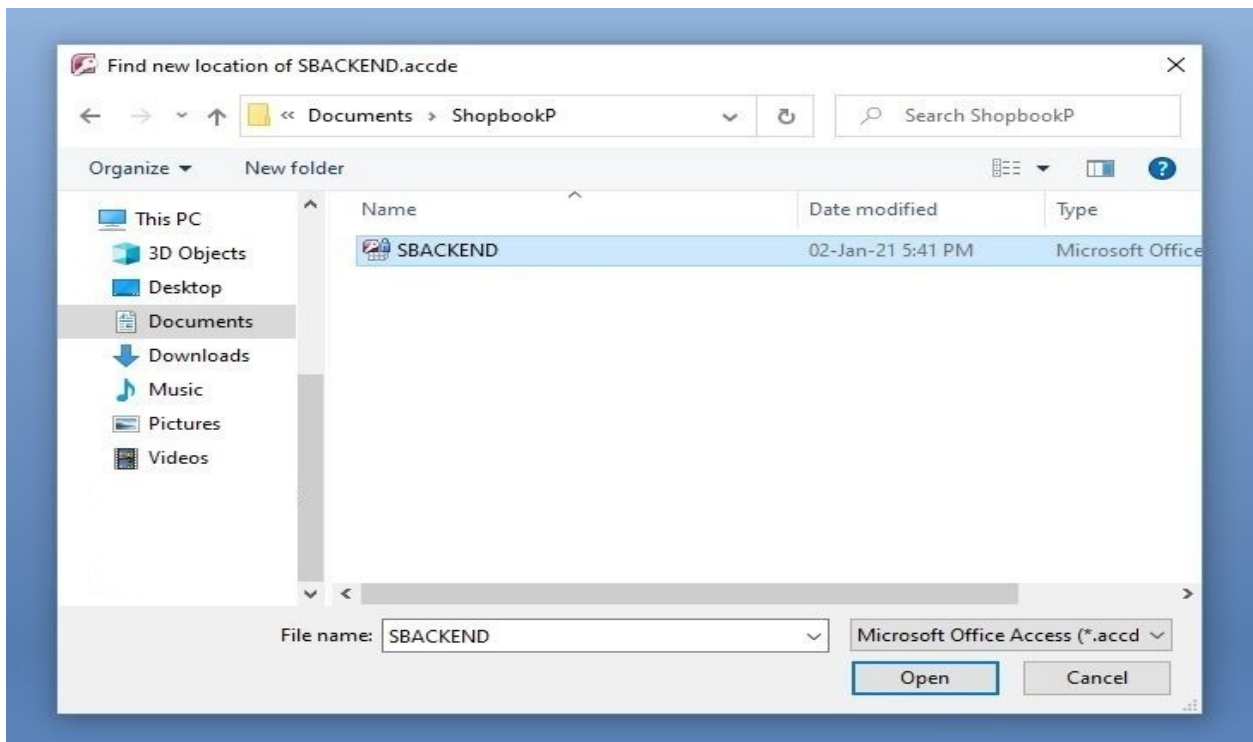 Find new location of SBACKEND.accde
« Documents › ShopbookP
Search ShopbookP
Organize
New folder
Name
Date modified
Type
This PC
3D Objects
Desktop
Documents
Downloads
Music
Pictures
Videos
SBACKEND
02-Jan-21 5:41 PM
Microsoft Office
File name: SBACKEND
Microsoft Office Access (*.accd
Open
Cancel